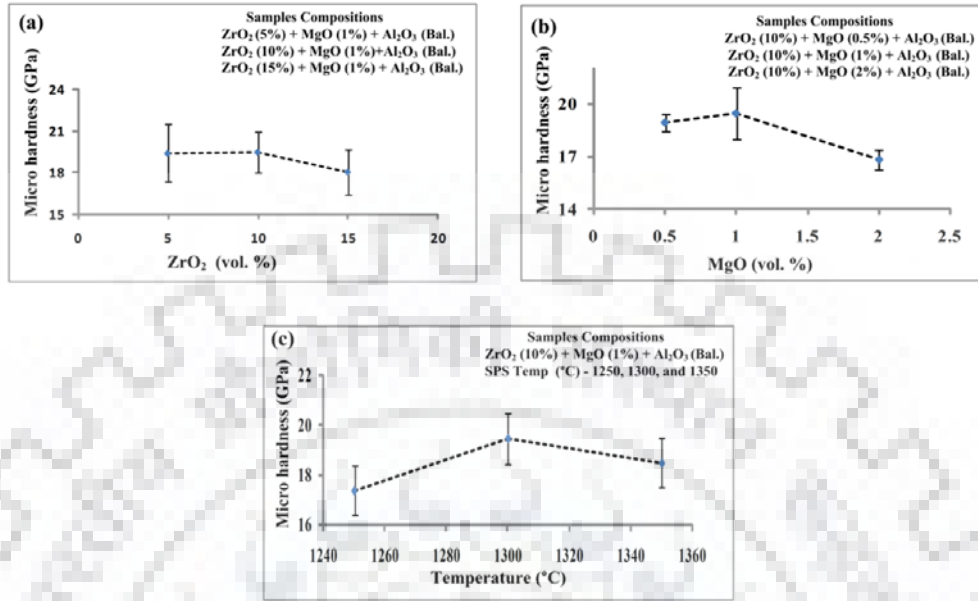 (a)
Samples Compositions
ZrO₂ (5%) + MgO (1%) + Al₂O₃ (Bal.)
ZrO₂ (10%) + MgO (1%)+Al₂O₃ (Bal.)
ZrO₂ (15%) + MgO (1%) + Al₂O₃ (Bal.)
Micro hardness (GPa)
24
21
18
15
0 5 10 15 20
ZrO₂ (vol. %)
(b)
Samples Compositions
ZrO₂ (10%) + MgO (0.5%) + Al₂O₃ (Bal.)
ZrO₂ (10%) + MgO (1%) + Al₂O₃ (Bal.)
ZrO₂ (10%) + MgO (2%) + Al₂O₃ (Bal.)
Micro hardness (GPa)
20
17
14
0 0.5 1 2 2.5
MgO (vol. %)
(c)
Samples Compositions
ZrO₂ (10%) + MgO (1%) + Al₂O₃ (Bal.)
SPS Temp (°C) - 1250, 1300, and 1350
Micro hardness (GPa)
22
20
18
16
1240 1260 1280 1300 1320 1340 1360
Temperature (°C)